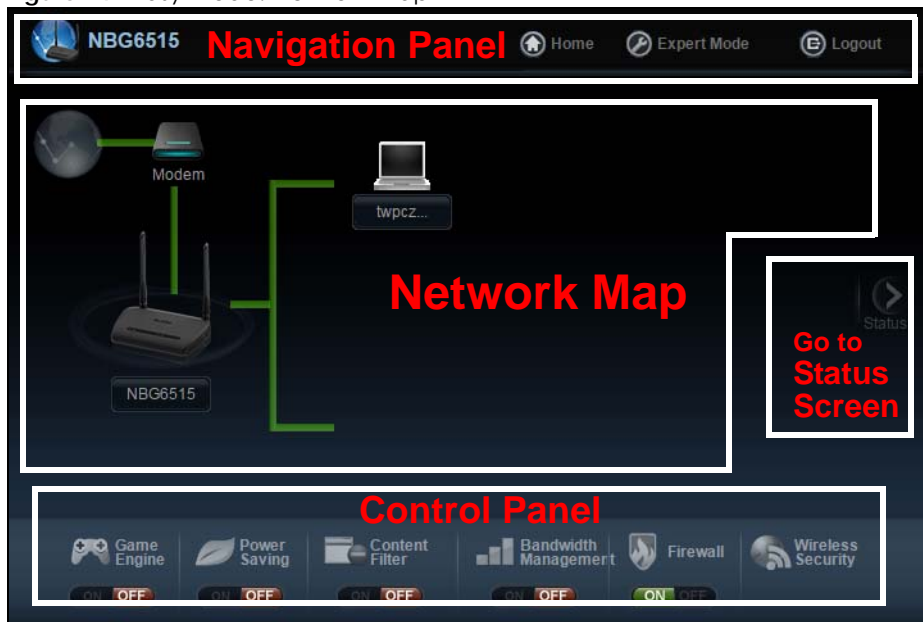 NBG6515
Navigation Panel
Home
Expert Mode
Logout
Modem
twpcz...
Network Map
NBG6515
Status
Go to
Status
Screen
Control Panel
Game
Engine
Power
Saving
Content
Filter
Bandwidth
Management
Firewall
Wireless
Security
ON OFF
ON OFF
ON OFF
ON OFF
ON OFF